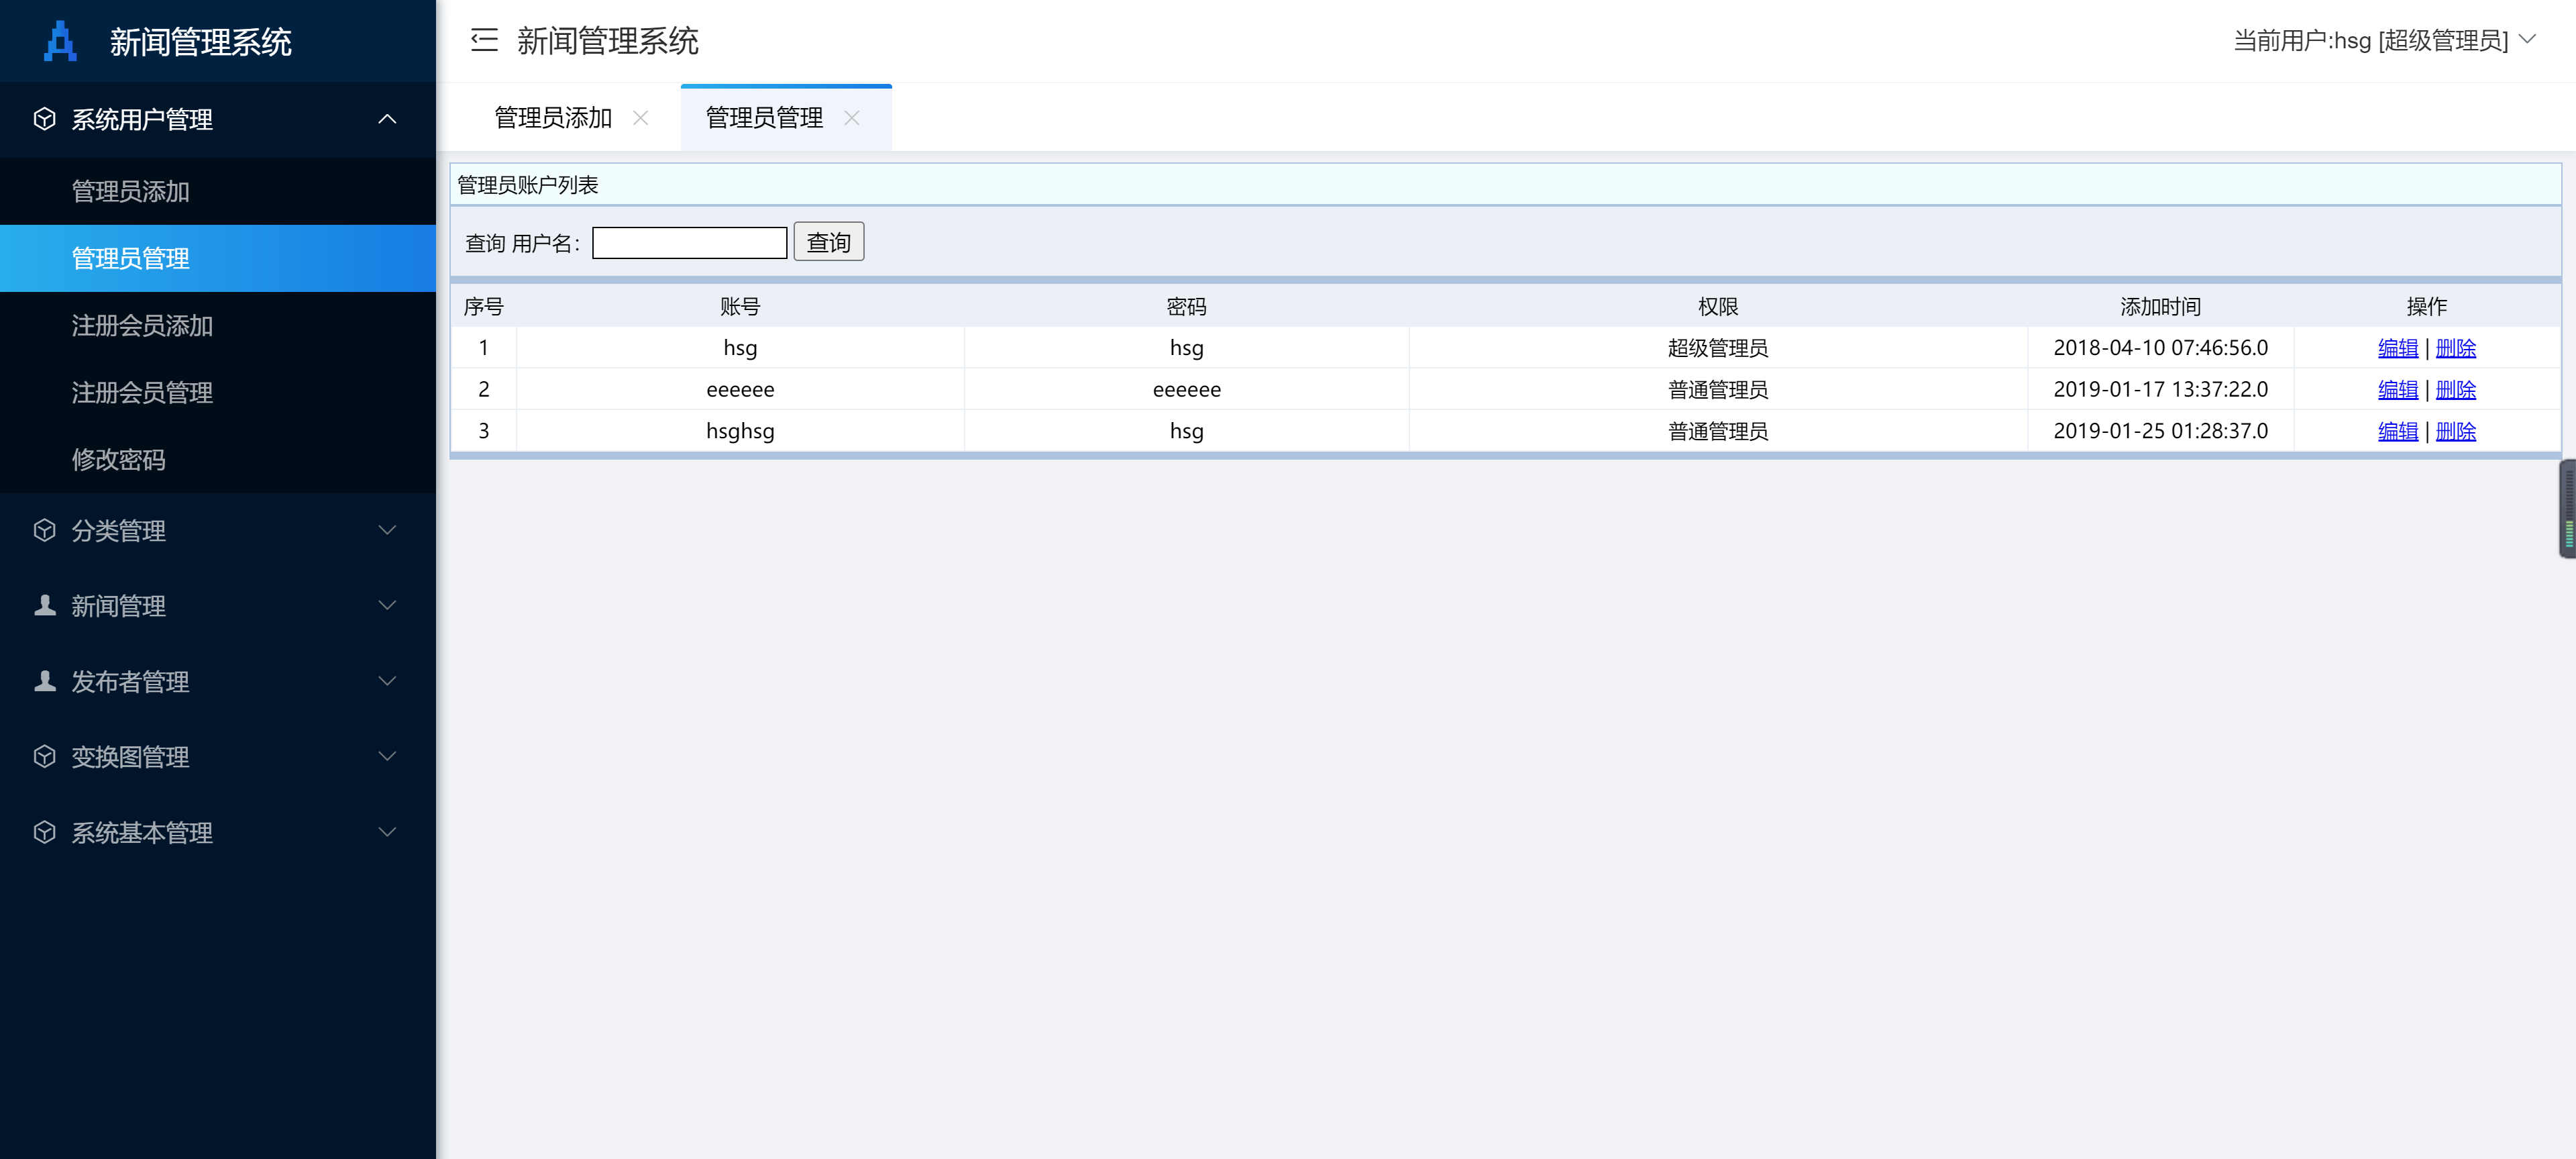 新闻管理系统
系统用户管理
管理员添加
管理员管理
注册会员添加
注册会员管理
修改密码
分类管理
新闻管理
发布者管理
变换图管理
系统基本管理
新闻管理系统
当前用户:hsg [超级管理员]
管理员添加 管理员管理
管理员账户列表
查询 用户名： 查询
序号 账号 密码 权限 添加时间 操作
1 hsg hsg 超级管理员 2018-04-10 07:46:56.0 编辑 | 删除
2 eeeeee eeeeee 普通管理员 2019-01-17 13:37:22.0 编辑 | 删除
3 hsghsg hsg 普通管理员 2019-01-25 01:28:37.0 编辑 | 删除